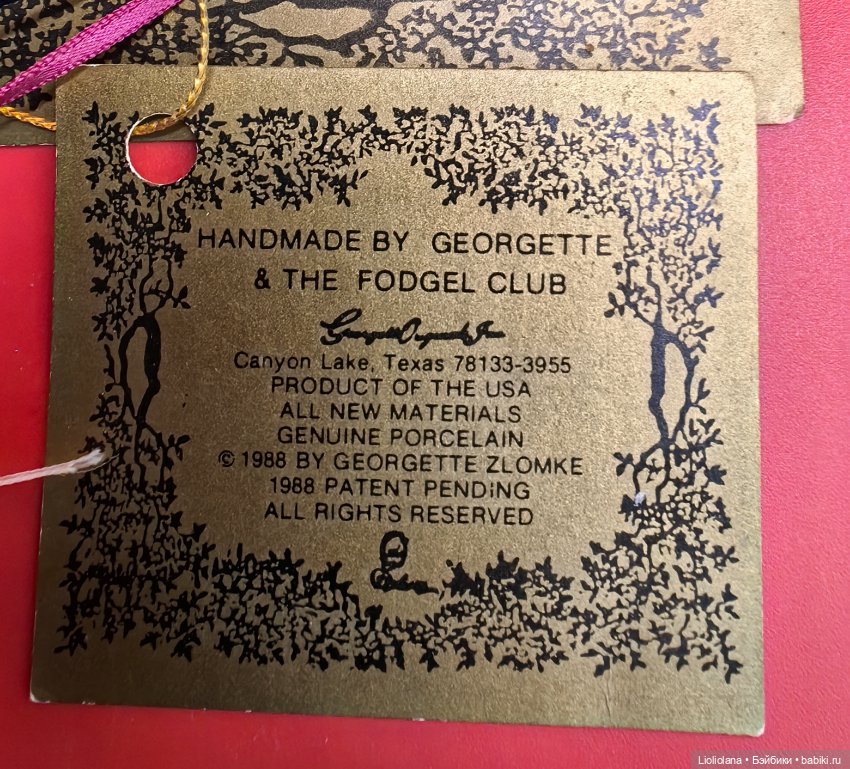 HANDMADE BY GEORGETTE
& THE FODGEL CLUB
Canyon Lake, Texas 78133-3955
PRODUCT OF THE USA
ALL NEW MATERIALS
GENUINE PORCELAIN
© 1988 BY GEORGETTE ZLOMKE
1988 PATENT PENDING
ALL RIGHTS RESERVED
Lioliolana • Бэйбики • babiki.ru